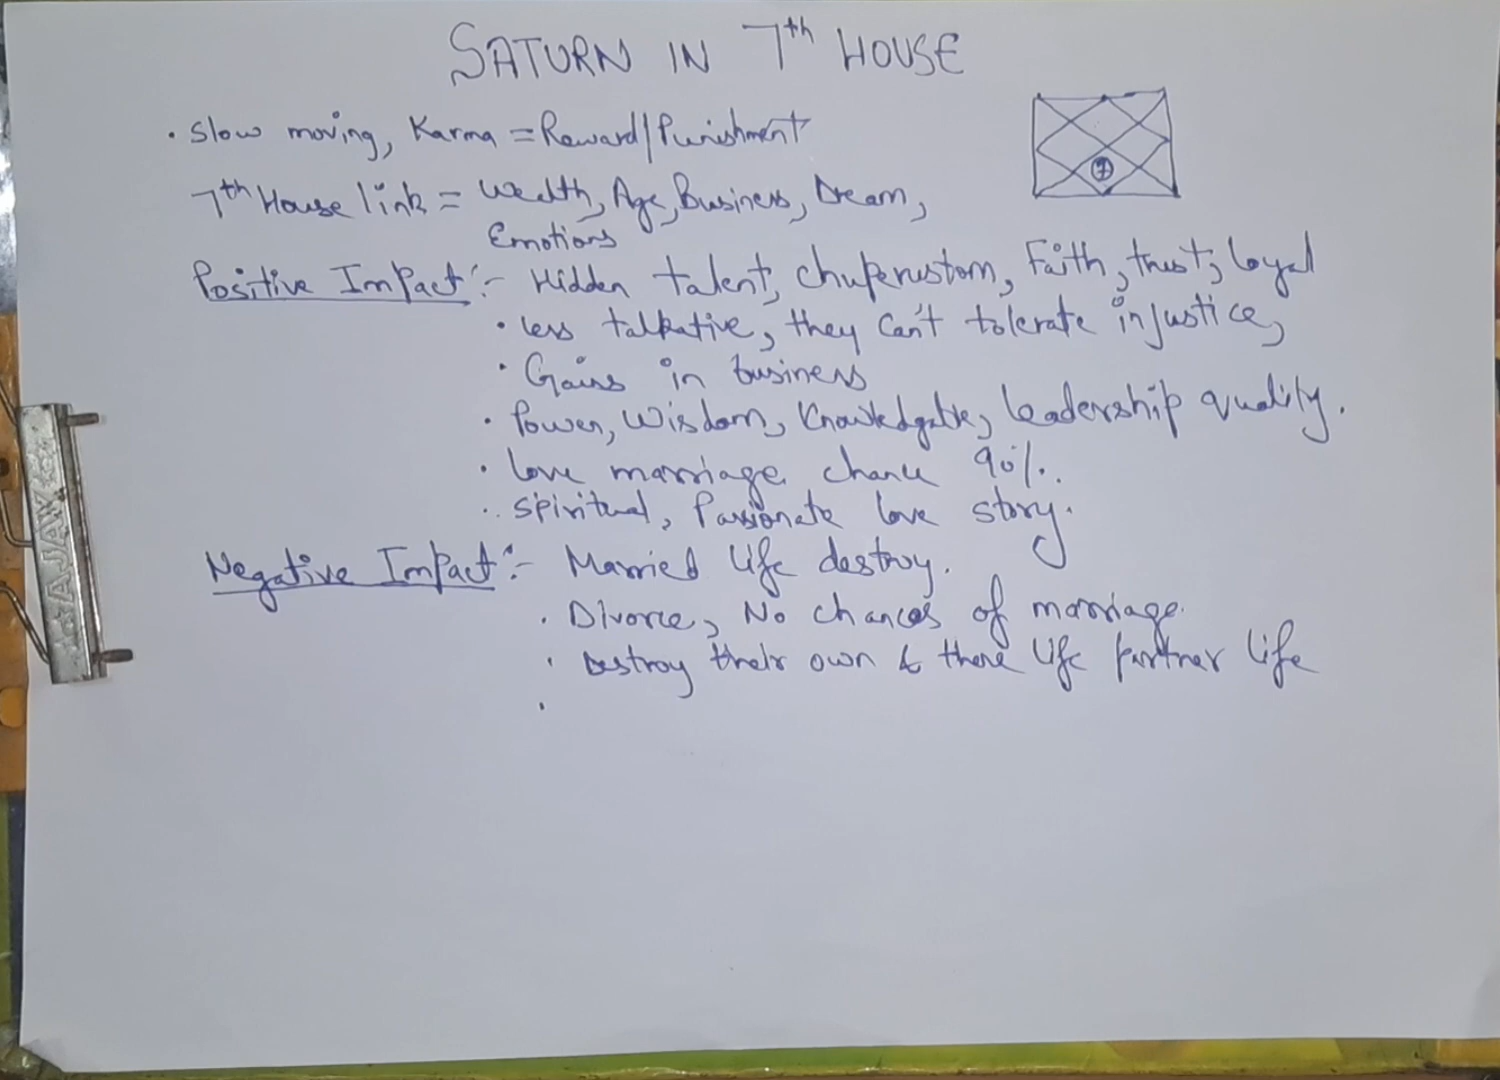 SATURN IN 7th HOUSE
• Slow moving, Karma = Reward/Punishment
7th House link = Wealth, Age, Business, Dream,
Emotions
7
Positive Impact :- Hidden talent, chuperustom, Faith, trust, loyal
• less talkative, they can't tolerate injustice,
• Gains in business
• Power, Wisdom, Knowledgable, leadership quality.
• love marriage chance 90%.
• spiritual, Passionate love story.
Negative Impact :- Married life destroy.
• Divorce, No chances of marriage.
• Destroy their own & there life partner life
•
AJAY